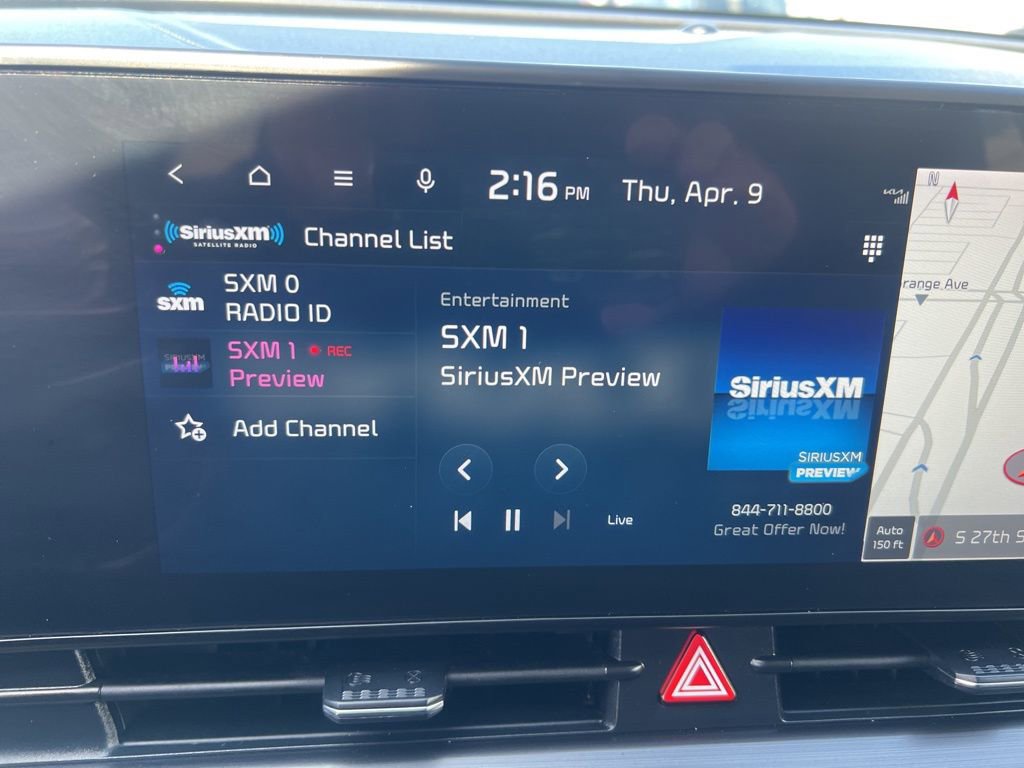 2:16 PM
Thu, Apr. 9
SiriusXM
SATELLITE RADIO
Channel List
N
range Ave
sxm
SXM 0
RADIO ID
SXM 1 REC
Preview
Add Channel
Entertainment
SXM 1
SiriusXM Preview
Live
SiriusXM
SIRIUSXM
PREVIEW
844-711-8800
Great Offer Now!
Auto
150 ft
S 27th S